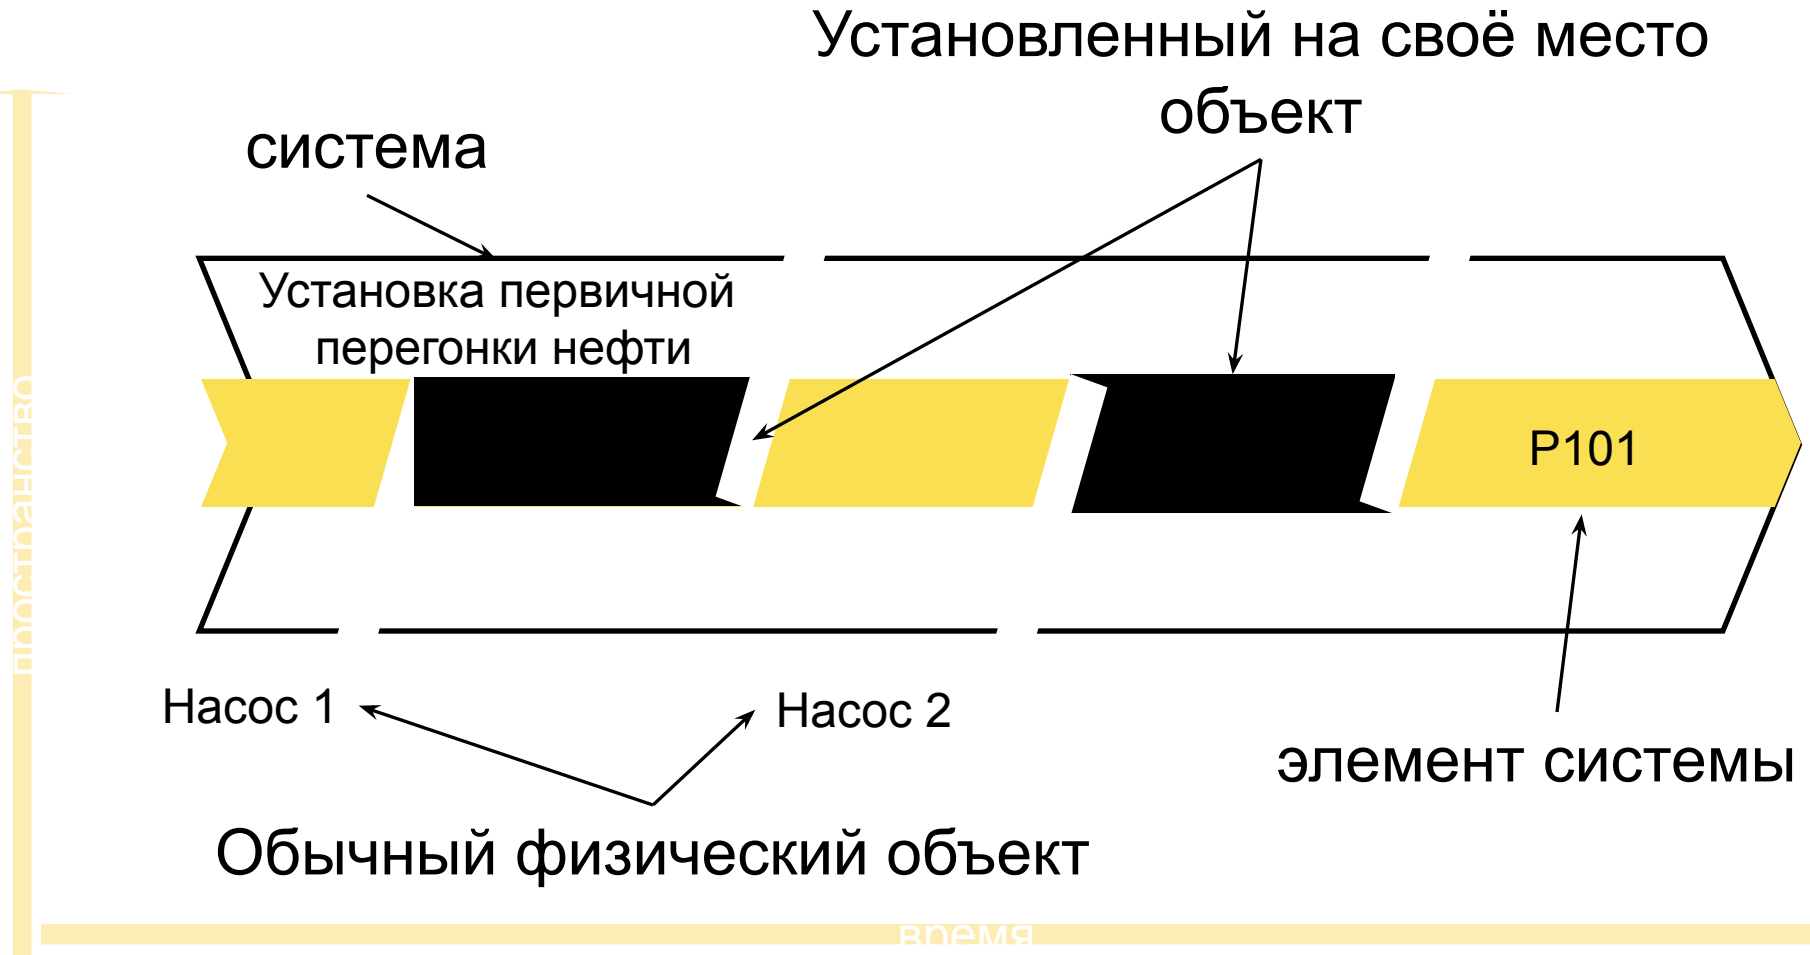 Установленный на своё место
объект
система
Установка первичной
перегонки нефти
P101
пространство
Насос 1
Насос 2
элемент системы
Обычный физический объект
время